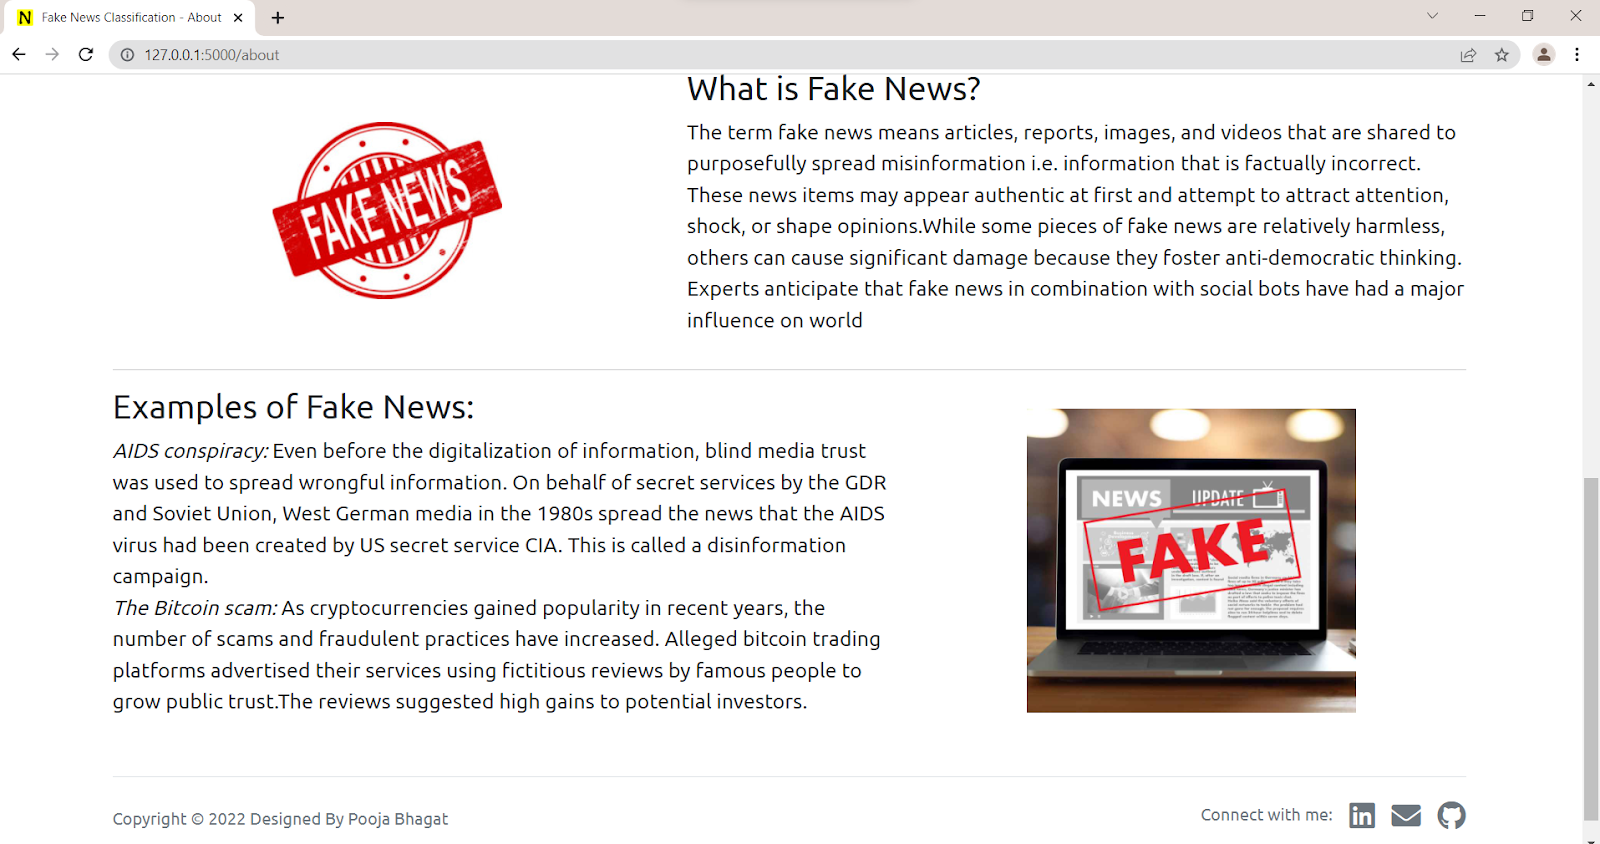 N Fake News Classification - About
127.0.0.1:5000/about
What is Fake News?
FAKE NEWS
The term fake news means articles, reports, images, and videos that are shared to
purposefully spread misinformation i.e. information that is factually incorrect.
These news items may appear authentic at first and attempt to attract attention,
shock, or shape opinions.While some pieces of fake news are relatively harmless,
others can cause significant damage because they foster anti-democratic thinking.
Experts anticipate that fake news in combination with social bots have had a major
influence on world
Examples of Fake News:
AIDS conspiracy: Even before the digitalization of information, blind media trust
was used to spread wrongful information. On behalf of secret services by the GDR
and Soviet Union, West German media in the 1980s spread the news that the AIDS
virus had been created by US secret service CIA. This is called a disinformation
campaign.
The Bitcoin scam: As cryptocurrencies gained popularity in recent years, the
number of scams and fraudulent practices have increased. Alleged bitcoin trading
platforms advertised their services using fictitious reviews by famous people to
grow public trust.The reviews suggested high gains to potential investors.
NEWS UPDATE
FAKE
Copyright © 2022 Designed By Pooja Bhagat
Connect with me: in